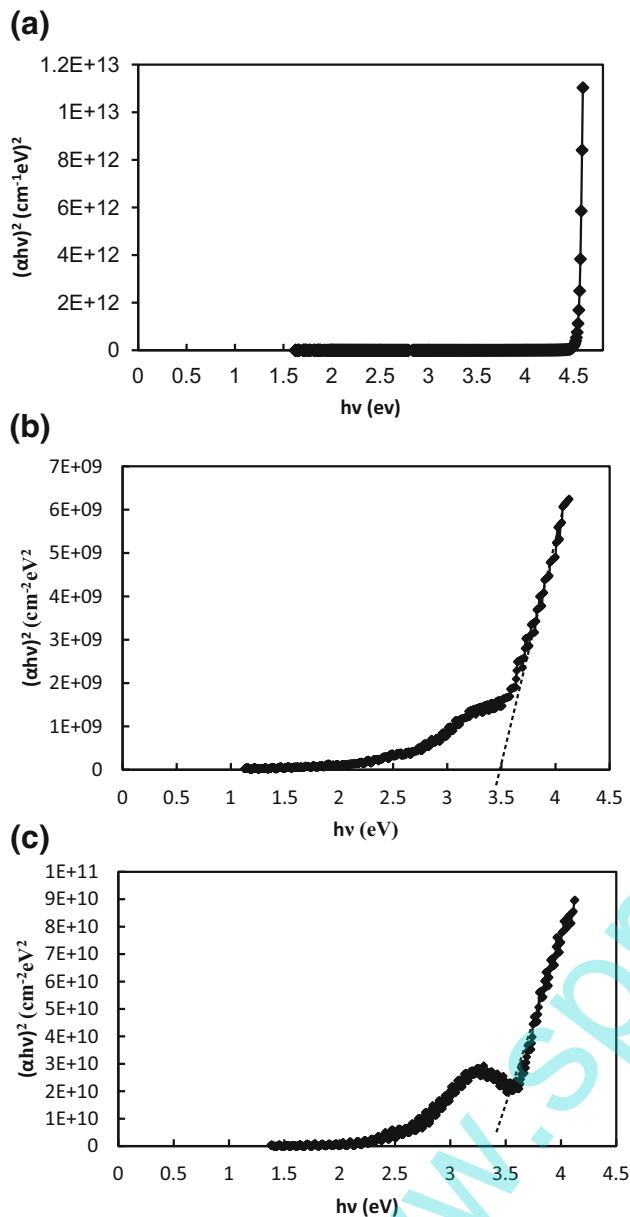 (a)
1.2E+13
1E+13
8E+12
6E+12
4E+12
2E+12
0
(αhν)² (cm⁻¹eV)²
0 0.5 1 1.5 2 2.5 3 3.5 4 4.5
hv (ev)
(b)
7E+09
6E+09
5E+09
4E+09
3E+09
2E+09
1E+09
0
(αhν)² (cm⁻²eV²
0 0.5 1 1.5 2 2.5 3 3.5 4 4.5
hν (eV)
(c)
1E+11
9E+10
8E+10
7E+10
6E+10
5E+10
4E+10
3E+10
2E+10
1E+10
0
(αhν)² (cm⁻²eV²
0 0.5 1 1.5 2 2.5 3 3.5 4 4.5
hv (eV)
w.sp